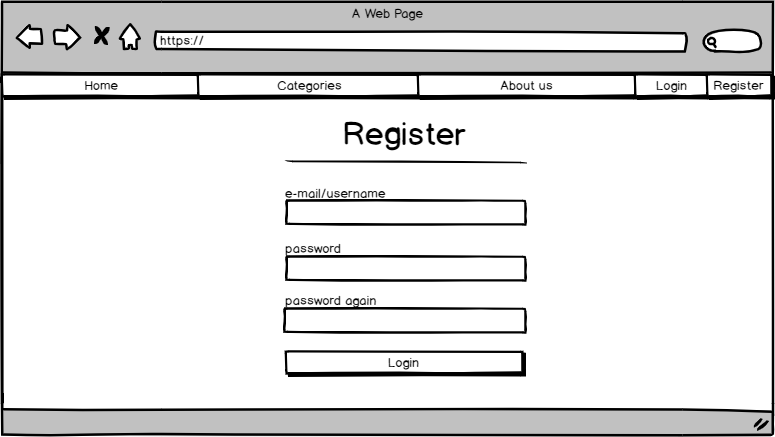 A Web Page
https://
Home Categories About us Login Register
Register
e-mail/username
password
password again
Login